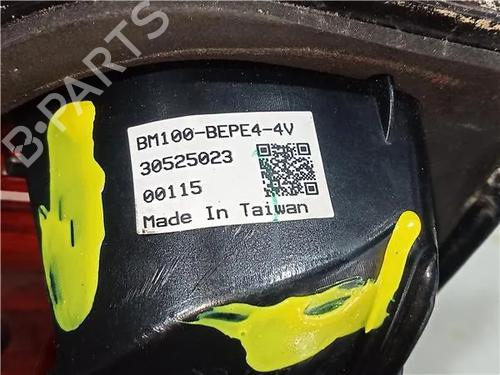 BM100-BEPE4-4V
30525023
00115
Made In Taiwan
B-PARTS